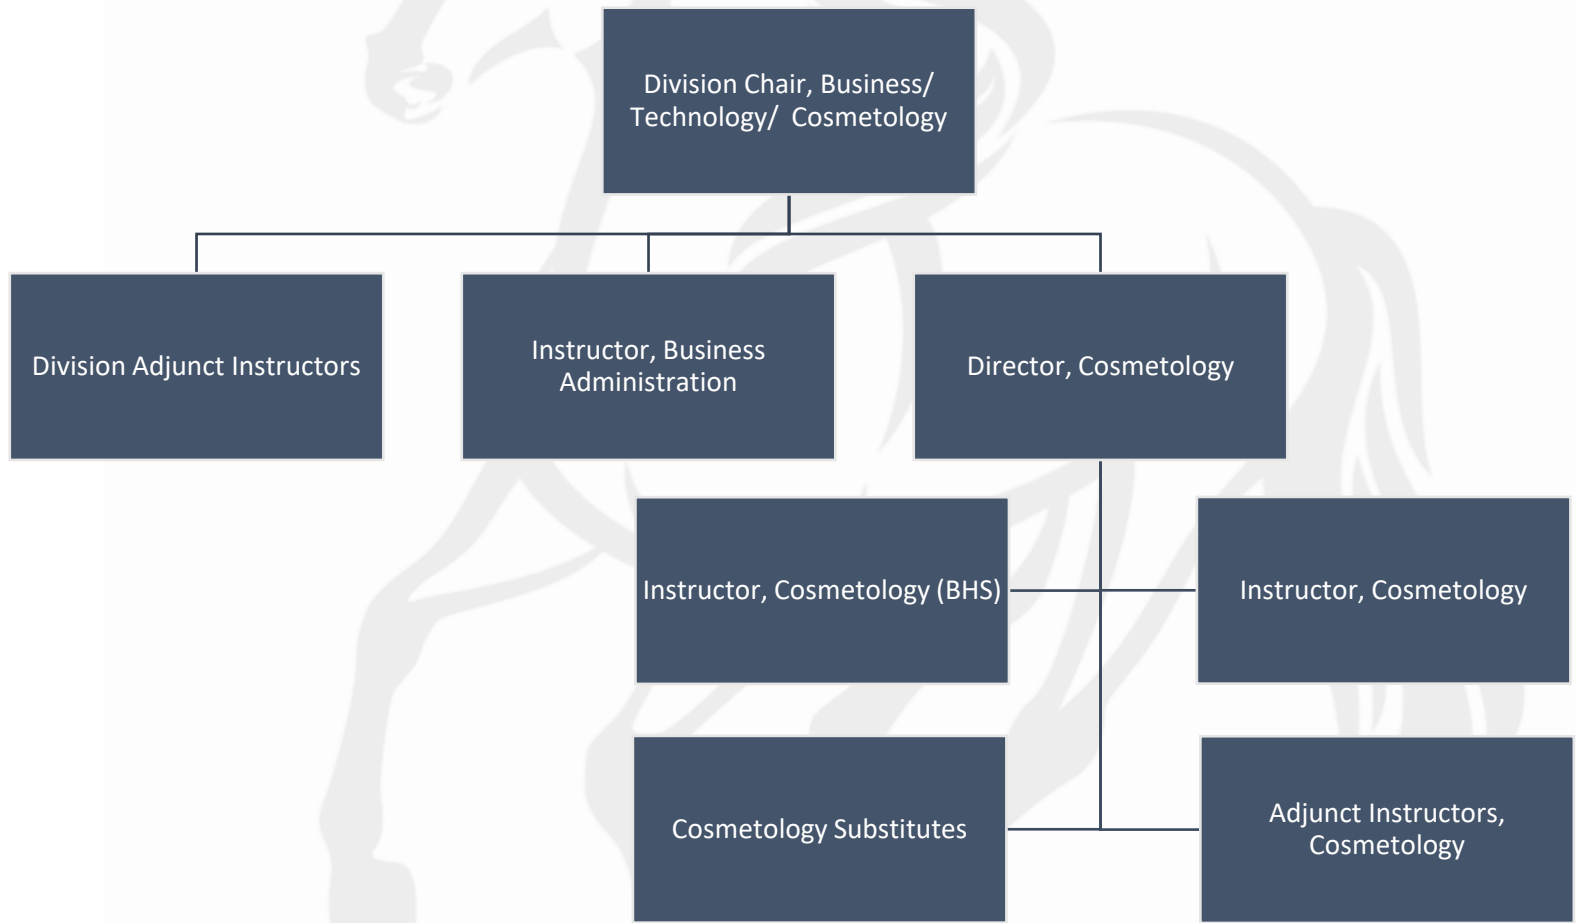 Division Chair, Business/
Technology/ Cosmetology
Division Adjunct Instructors
Instructor, Business
Administration
Director, Cosmetology
Instructor, Cosmetology (BHS)
Instructor, Cosmetology
Cosmetology Substitutes
Adjunct Instructors,
Cosmetology